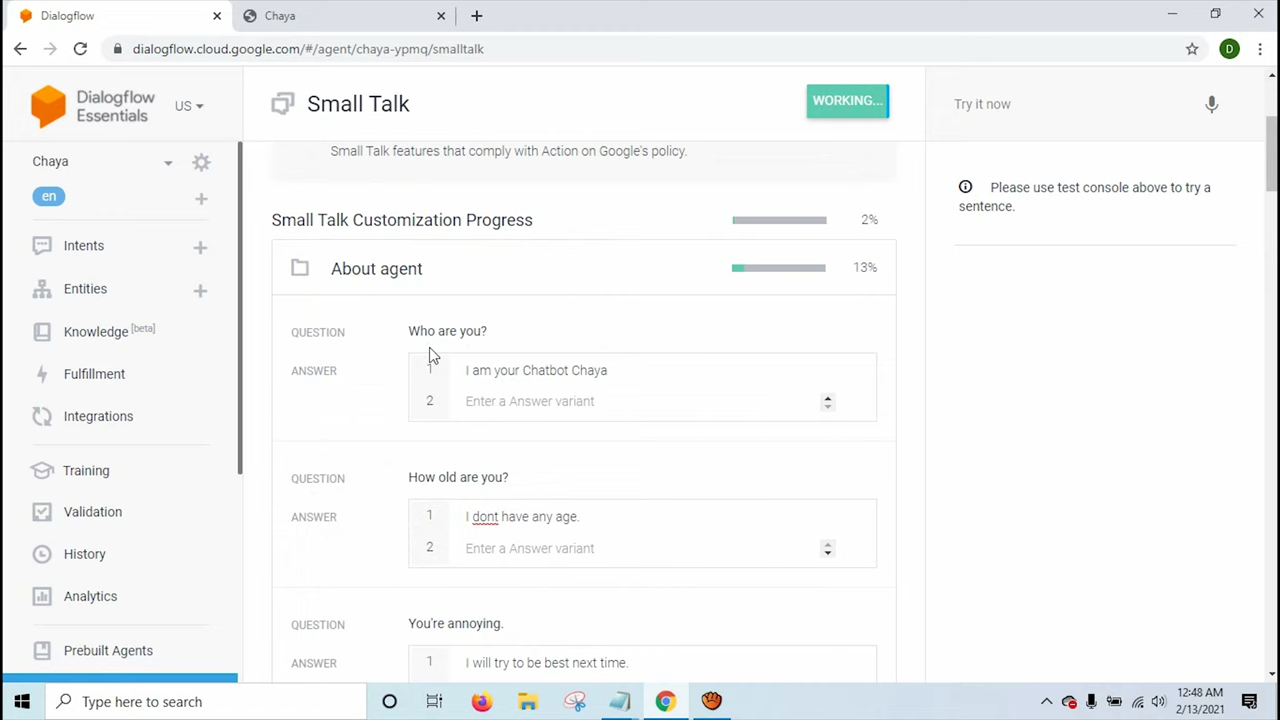 Dialogflow
Chaya
dialogflow.cloud.google.com/#/agent/chaya-ypmq/smalltalk
D
Dialogflow
Essentials
US
Small Talk
WORKING...
Try it now
Small Talk features that comply with Action on Google's policy.
Chaya
en
Please use test console above to try a
sentence.
Small Talk Customization Progress
2%
Intents
About agent
13%
Entities
Knowledge [beta]
QUESTION
Who are you?
Fulfillment
ANSWER
1
I am your Chatbot Chaya
2
Enter a Answer variant
Integrations
Training
QUESTION
How old are you?
Validation
ANSWER
1
I dont have any age.
2
Enter a Answer variant
History
Analytics
QUESTION
You're annoying.
Prebuilt Agents
ANSWER
1
I will try to be best next time.
Type here to search
12:48 AM
2/13/2021